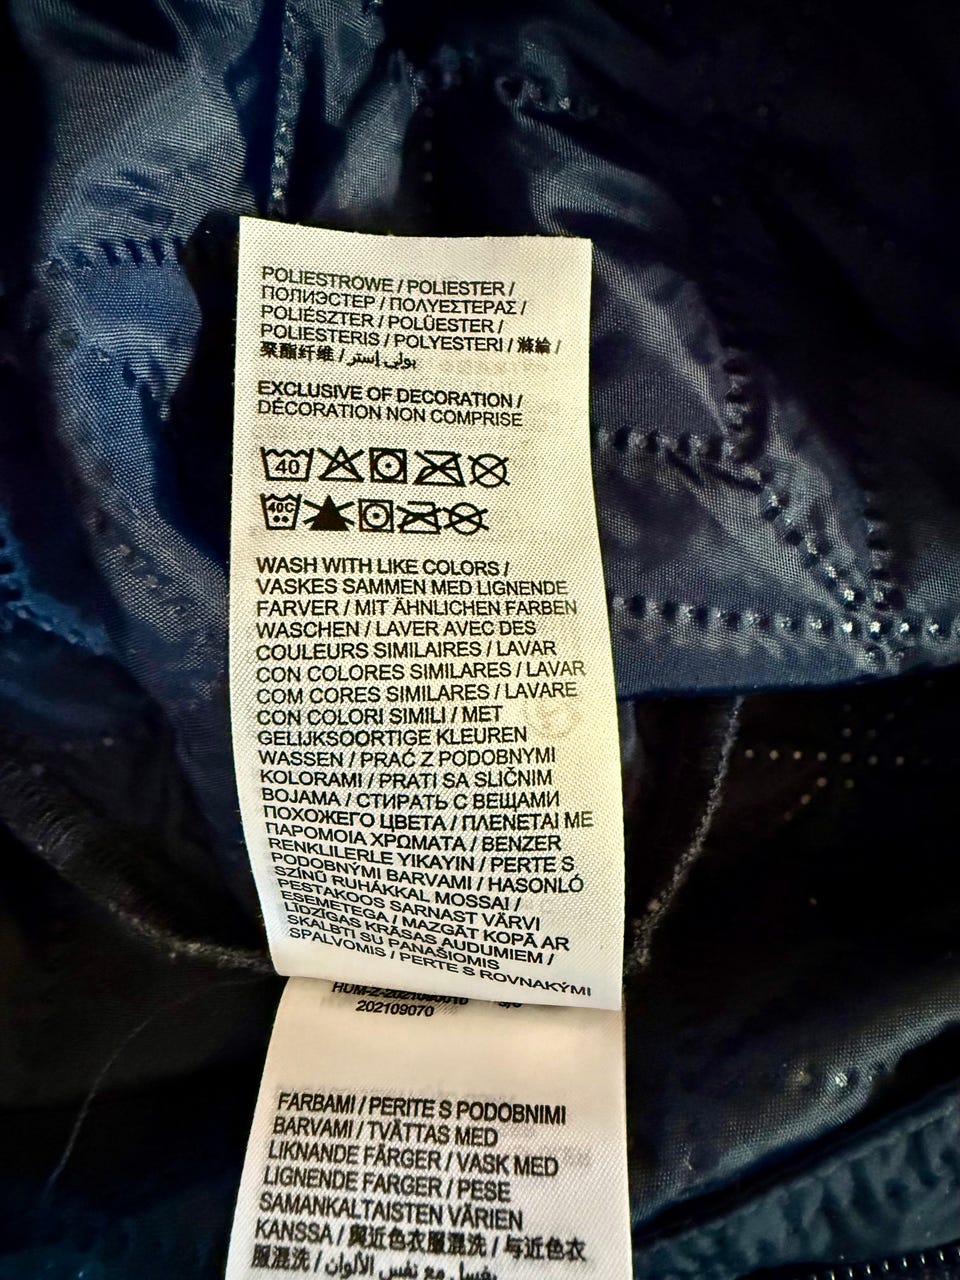 POLIESTROWE / POLIESTER /
ПОЛИЭСТЕР / ΠΟΛΥΕΣΤΕΡΑΣ /
POLIÉSZTER / POLÜESTER /
POLIESTERIS / POLYESTERI / 滌綸 /
聚酯纤维 / بولي إستر
EXCLUSIVE OF DECORATION /
DÉCORATION NON COMPRISE
40
40C
WASH WITH LIKE COLORS /
VASKES SAMMEN MED LIGNENDE
FARVER / MIT ÄHNLICHEN FARBEN
WASCHEN / LAVER AVEC DES
COULEURS SIMILAIRES / LAVAR
CON COLORES SIMILARES / LAVAR
COM CORES SIMILARES / LAVARE
CON COLORI SIMILI / MET
GELIJKSOORTIGE KLEUREN
WASSEN / PRAĆ Z PODOBNYMI
KOLORAMI / PRATI SA SLIČNIM
BOJAMA / СТИРАТЬ С ВЕЩАМИ
ПОХОЖЕГО ЦВЕТА / ΠΛΕΝΕΤΑΙ ΜΕ
ΠΑΡΟΜΟΙΑ ΧΡΩΜΑΤΑ / BENZER
RENKLILERLE YIKAYIN / PERTE S
PODOBNÝMI BARVAMI / HASONLÓ
SZÍNŰ RUHÁKKAL MOSSAI /
PESTAKOOS SARNAST VÄRVI
ESEMETEGA / MAZGĀT KOPĀ AR
LĪDZĪGAS KRĀSAS AUDUMIEM /
SKALBTI SU PANAŠIOMIS
SPALVOMIS / PERTE S ROVNAKÝMI
202109070
FARBAMI / PERITE S PODOBNIMI
BARVAMI / TVÄTTAS MED
LIKNANDE FÄRGER / VASK MED
LIGNENDE FARGER / PESE
SAMANKALTAISTEN VÄRIEN
KANSSA / 與近色衣服混洗 / 与近色衣
服混洗 / يغسل مع نفس الألوان